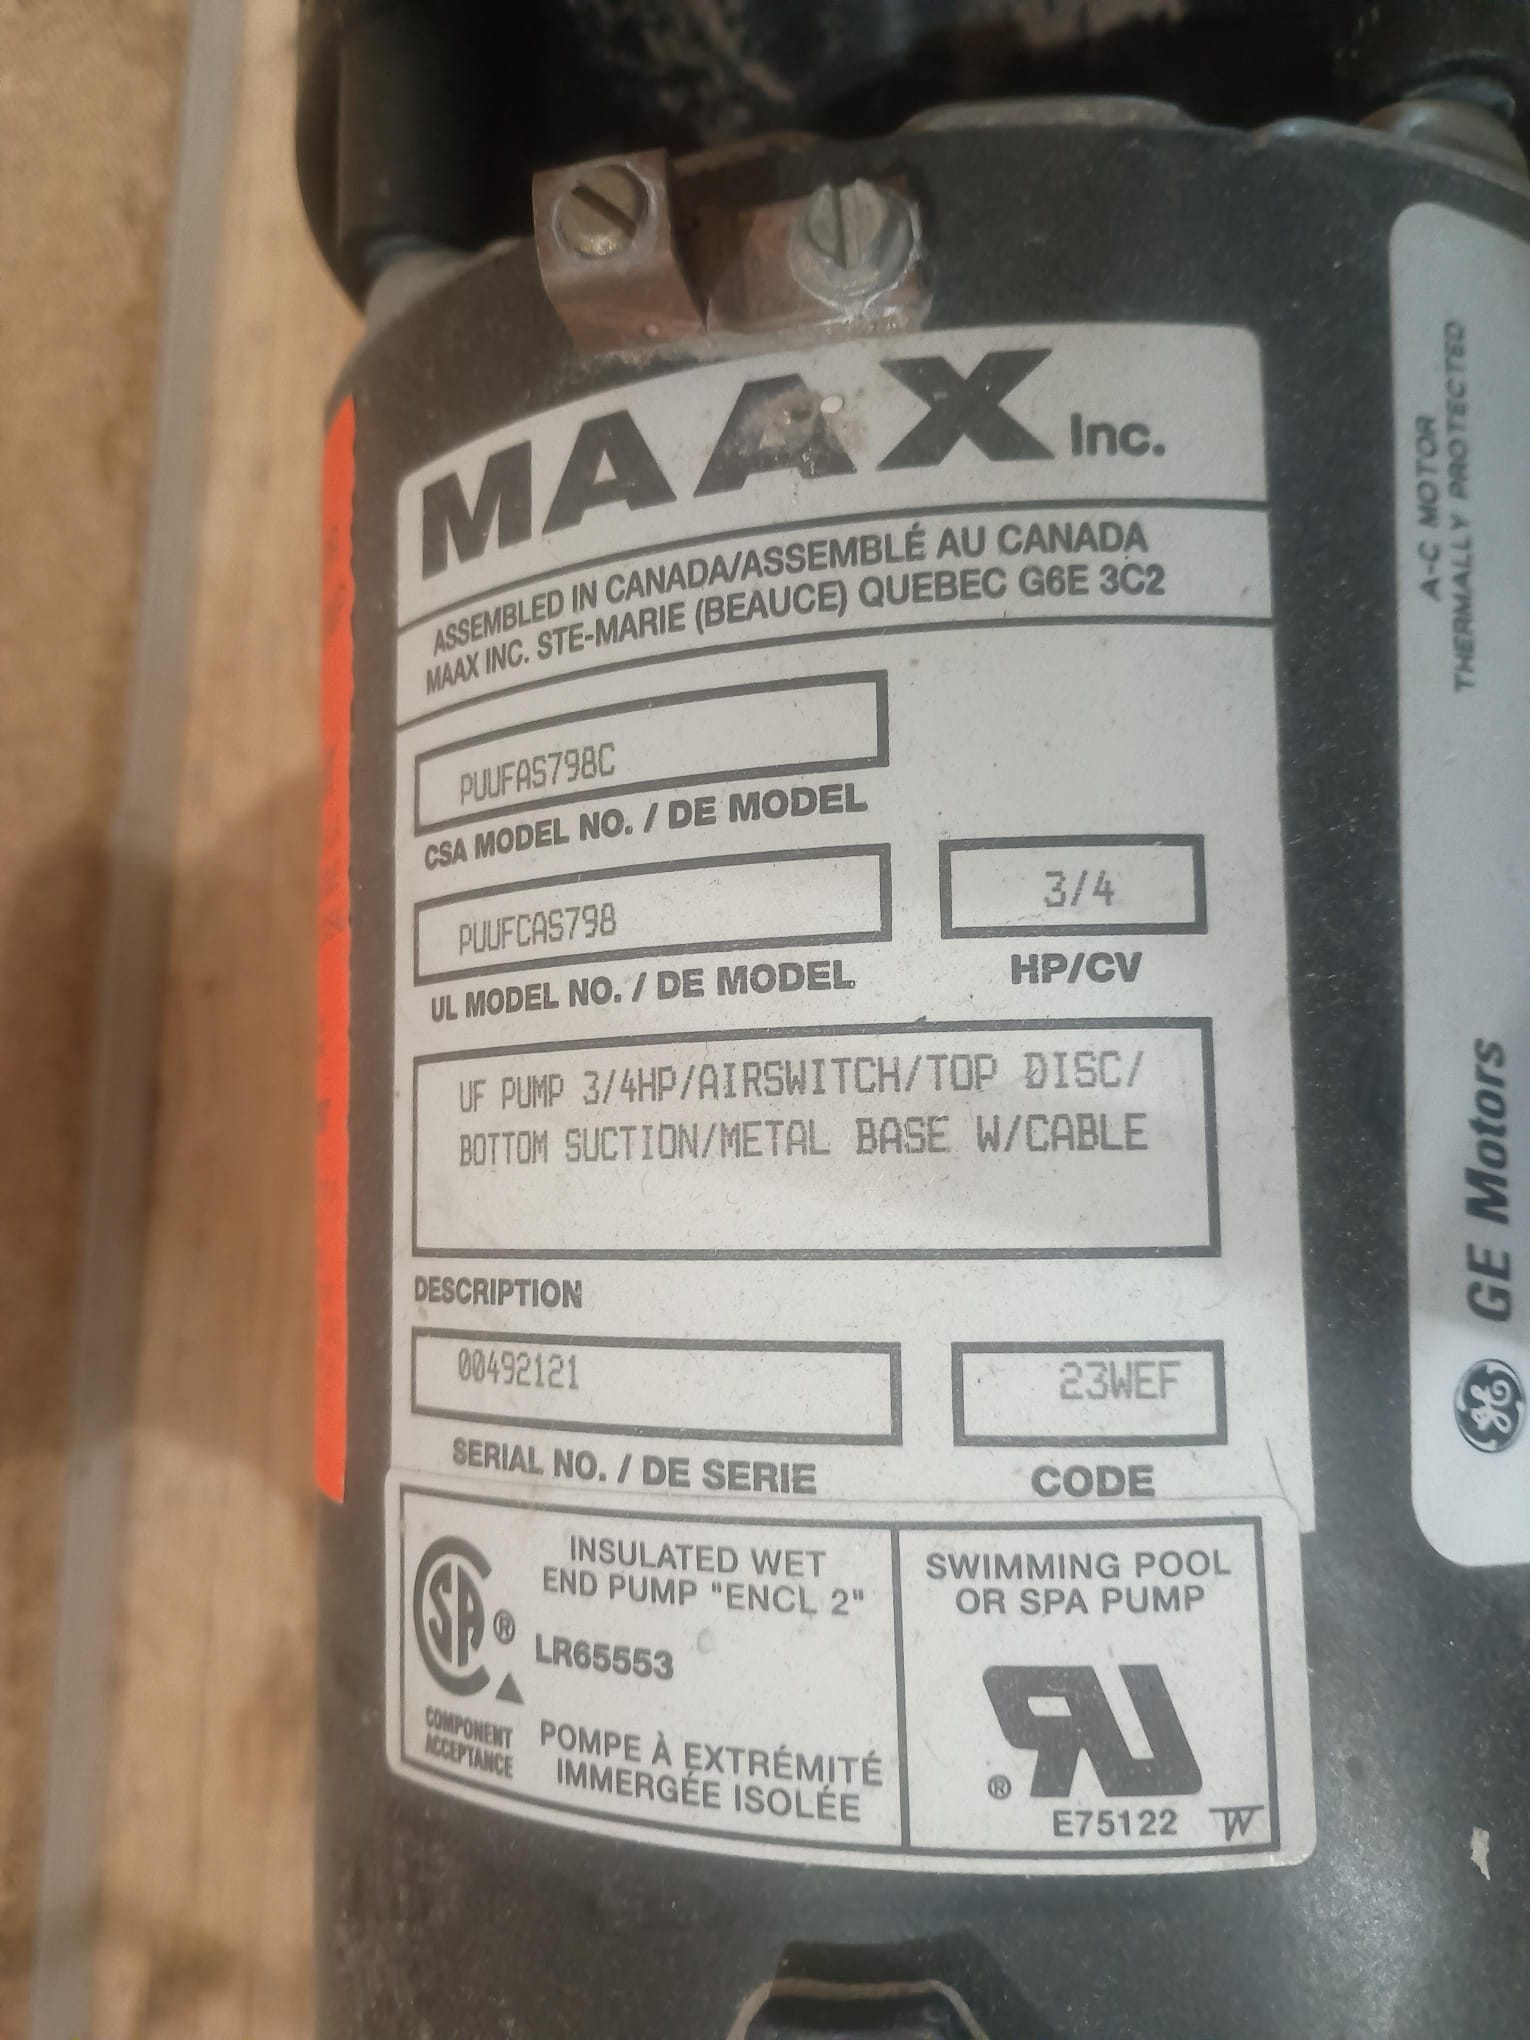 MAAX Inc.
ASSEMBLED IN CANADA/ASSEMBLÉ AU CANADA
MAAX INC. STE-MARIE (BEAUCE) QUEBEC G6E 3C2
PUUFAS798C
CSA MODEL NO. / DE MODEL
PUUFCAS798
UL MODEL NO. / DE MODEL
3/4
HP/CV
UF PUMP 3/4HP/AIRSWITCH/TOP DISC/
BOTTOM SUCTION/METAL BASE W/CABLE
DESCRIPTION
00492121
SERIAL NO. / DE SERIE
23WEF
CODE
INSULATED WET
END PUMP "ENCL 2"
LR65553
COMPONENT
ACCEPTANCE
POMPE À EXTRÉMITÉ
IMMERGÉE ISOLÉE
SWIMMING POOL
OR SPA PUMP
E75122
A-C MOTOR
THERMALLY PROTECTED
GE Motors